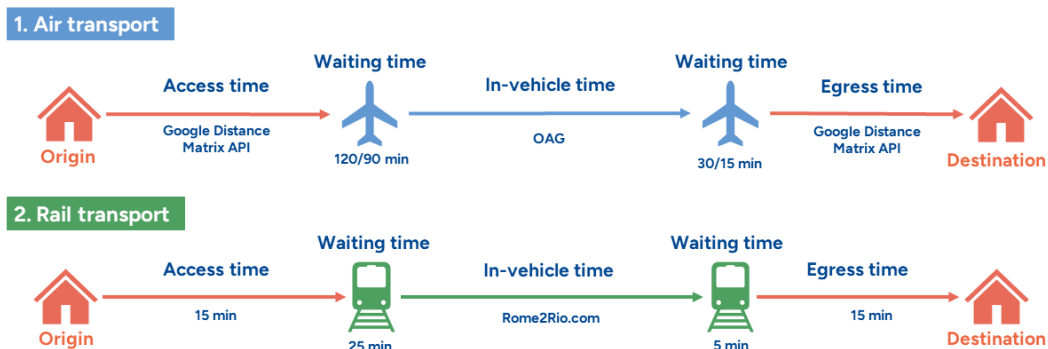 1. Air transport
Waiting time
Waiting time
Access time
In-vehicle time
Egress time
Google Distance
Matrix API
OAG
Google Distance
Matrix API
Origin
120/90 min
30/15 min
Destination
2. Rail transport
Waiting time
Waiting time
Access time
In-vehicle time
Egress time
15 min
Rome2Rio.com
15 min
Origin
25 min
5 min
Destination